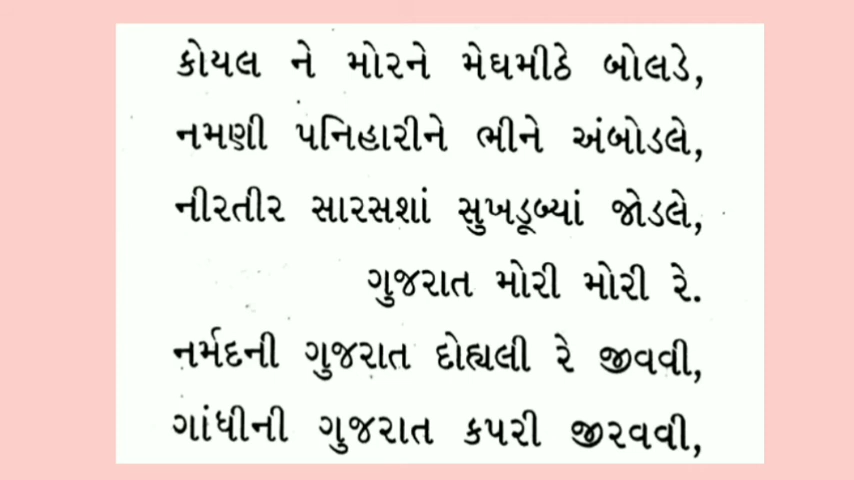 કોયલ ને મોરને મેઘમીઠે બોલડે,
નમણી પનિહારીને ભીને અંબોડલે,
નીરતીર સારસશાં સુખડૂબ્યાં જોડલે,
ગુજરાત મોરી મોરી રે.
નર્મદની ગુજરાત દોહ્યલી રે જીવવી,
ગાંધીની ગુજરાત કપરી જીરવવી,